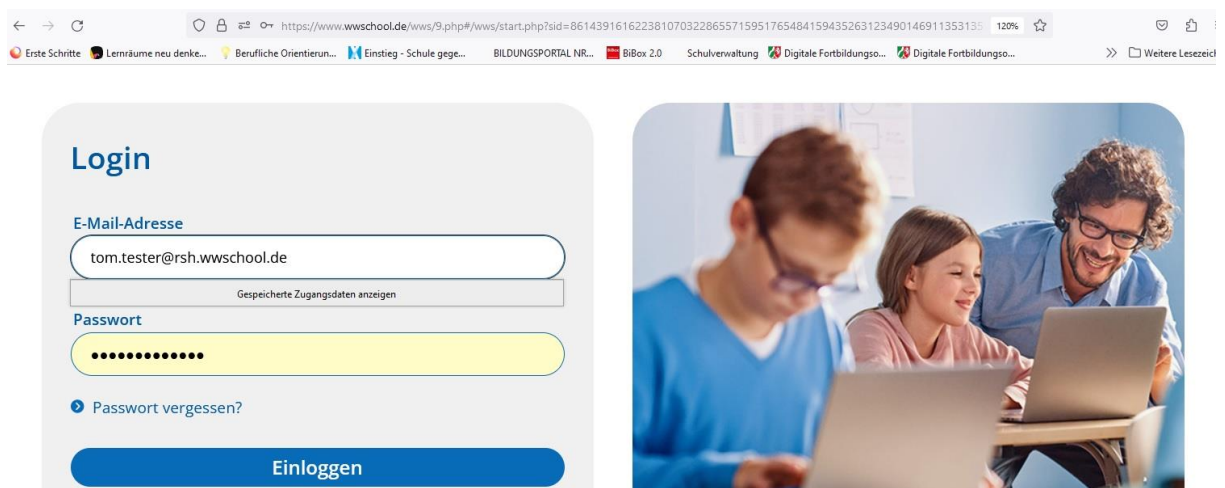 https://www.wwschool.de/wws/9.php#/wws/start.php?sid=86143916162238107032286557159517654841594352631234901469113531135 120%
Erste Schritte Lernräume neu denke... Berufliche Orientierun... Einstieg - Schule gege... BILDUNGSPORTAL NR... BiBox 2.0 Schulverwaltung Digitale Fortbildungso... Digitale Fortbildungso... Weitere Lesezeich
Login
E-Mail-Adresse
tom.tester@rsh.wwschool.de
Gespeicherte Zugangsdaten anzeigen
Passwort
•••••••••••••
Passwort vergessen?
Einloggen